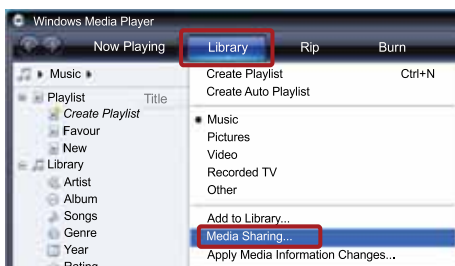 Windows Media Player
Now Playing Library Rip Burn
Music
Playlist Title
Create Playlist
Favour
New
Library
Artist
Album
Songs
Genre
Year
Rating
Create Playlist Ctrl+N
Create Auto Playlist
Music
Pictures
Video
Recorded TV
Other
Add to Library...
Media Sharing...
Apply Media Information Changes...